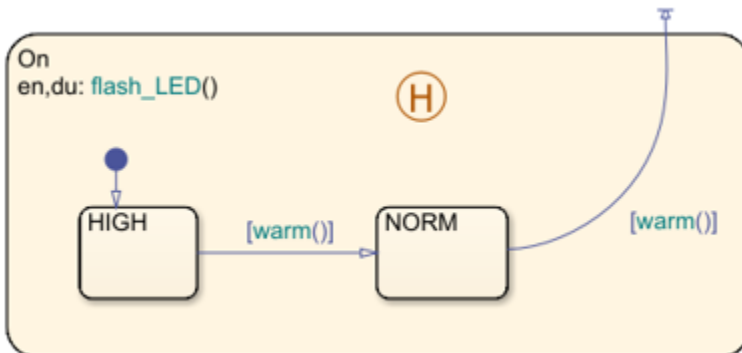 On
en,du: flash_LED()
H
HIGH
[warm()]
NORM
[warm()]